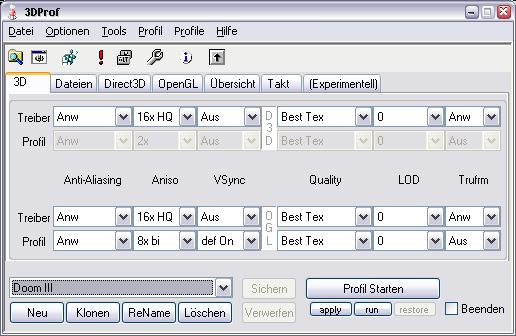 3DProf
Datei Optionen Tools Profil Profile Hilfe
3D Dateien Direct3D OpenGL Übersicht Takt (Experimentell)
Treiber Anw 16x HQ Aus D3D Best Tex 0 Anw
Profil Anw 2x Aus Best Tex 0 Aus
Anti-Aliasing Aniso VSync Quality LOD Trufrm
Treiber Anw 16x HQ Aus OGL Best Tex 0 Anw
Profil Anw 8x bi def On Best Tex 0 Aus
Doom III Sichern Profil Starten
Neu Klonen ReName Löschen Verwerfen apply run restore Beenden